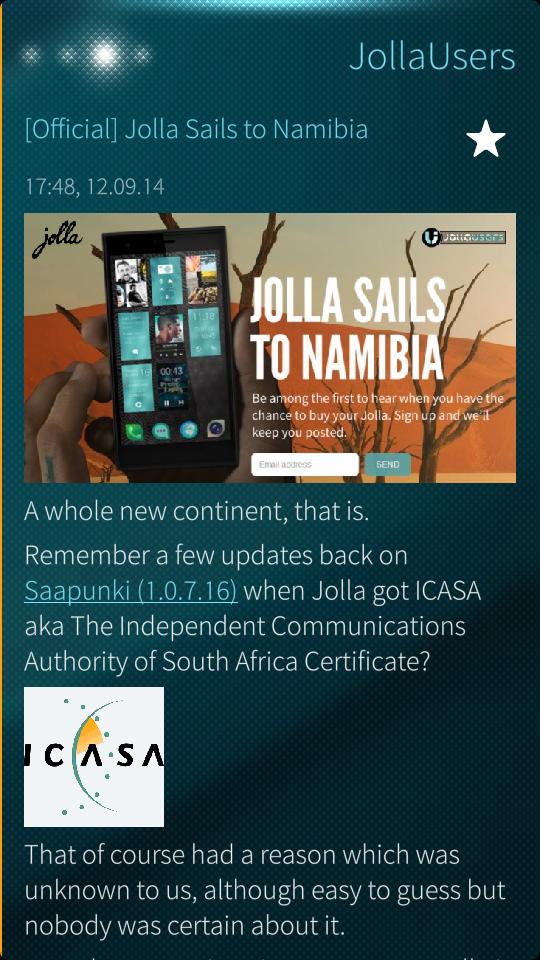 JollaUsers
[Official] Jolla Sails to Namibia
17:48, 12.09.14
jolla
JollaUsers
11:18
00:43
JOLLA SAILS
TO NAMIBIA
Be among the first to hear when you have the
chance to buy your Jolla. Sign up and we'll
keep you posted.
Email address
SEND
A whole new continent, that is.
Remember a few updates back on
Saapunki (1.0.7.16) when Jolla got ICASA
aka The Independent Communications
Authority of South Africa Certificate?
ICASA
That of course had a reason which was
unknown to us, although easy to guess but
nobody was certain about it.